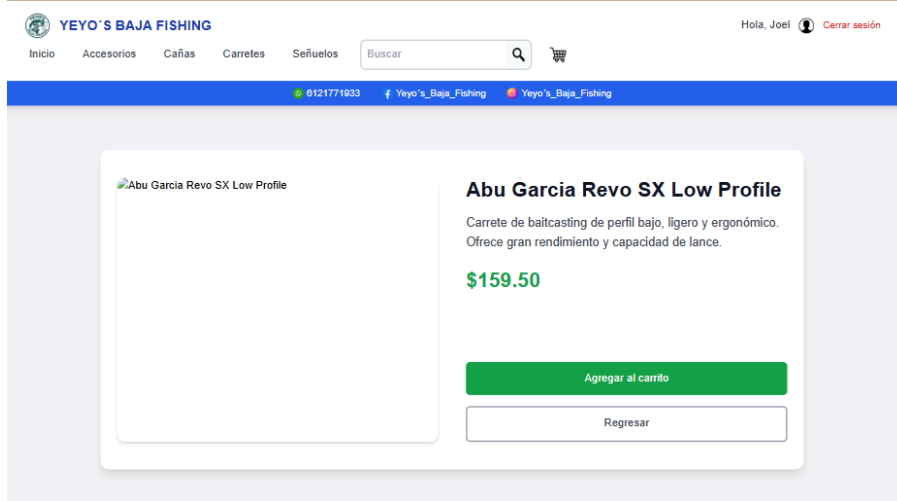 YEYO´S BAJA FISHING
Hola, Joel Cerrar sesión
Inicio Accesorios Cañas Carretes Señuelos Buscar
6121771933 Yeyo´s_Baja_Fishing Yeyo´s_Baja_Fishing
Abu Garcia Revo SX Low Profile
Abu Garcia Revo SX Low Profile
Carrete de baitcasting de perfil bajo, ligero y ergonómico.
Ofrece gran rendimiento y capacidad de lance.
$159.50
Agregar al carrito
Regresar